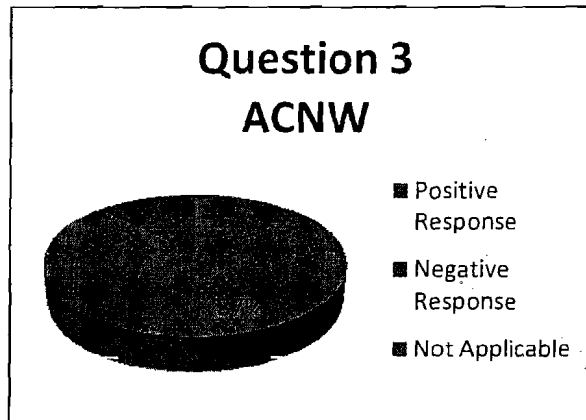 Question 3
ACNW
Positive
Response
Negative
Response
Not Applicable